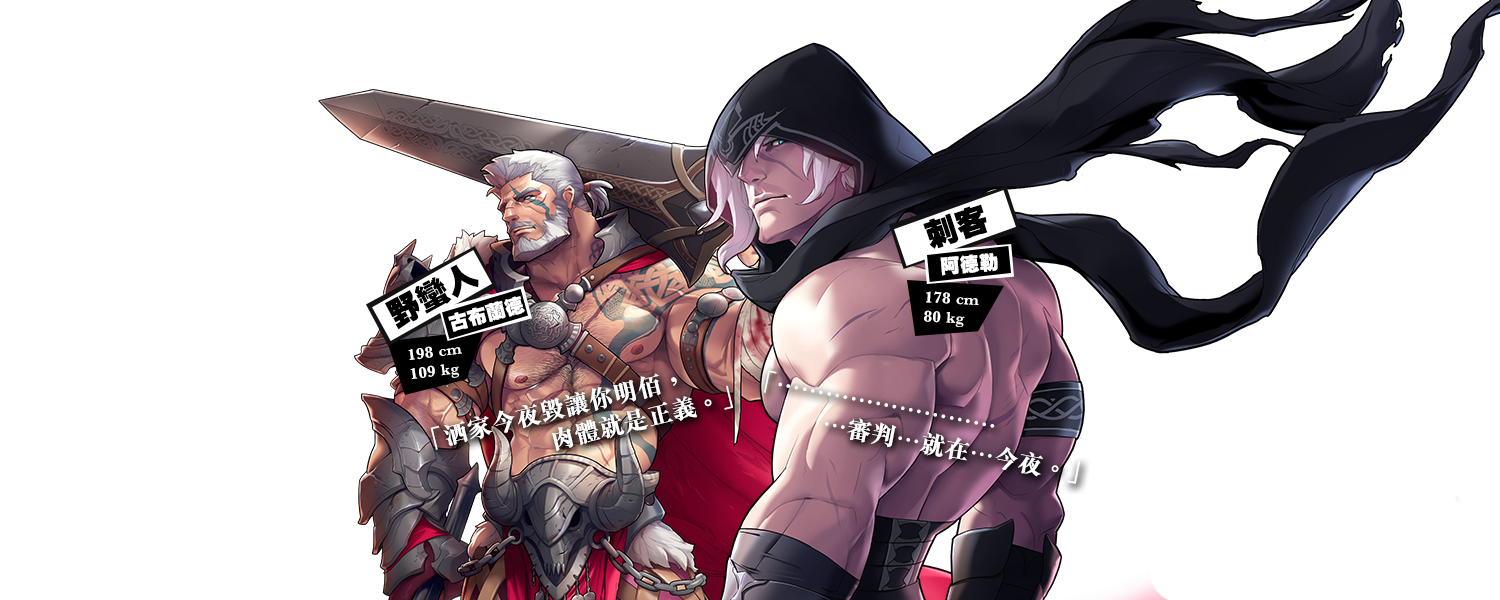 野蠻人
古布蘭德
198 cm
109 kg
「洒家今夜毀讓你明佰，
肉體就是正義。」
刺客
阿德勒
178 cm
80 kg
「…………………………
…審判…就在…今夜。」